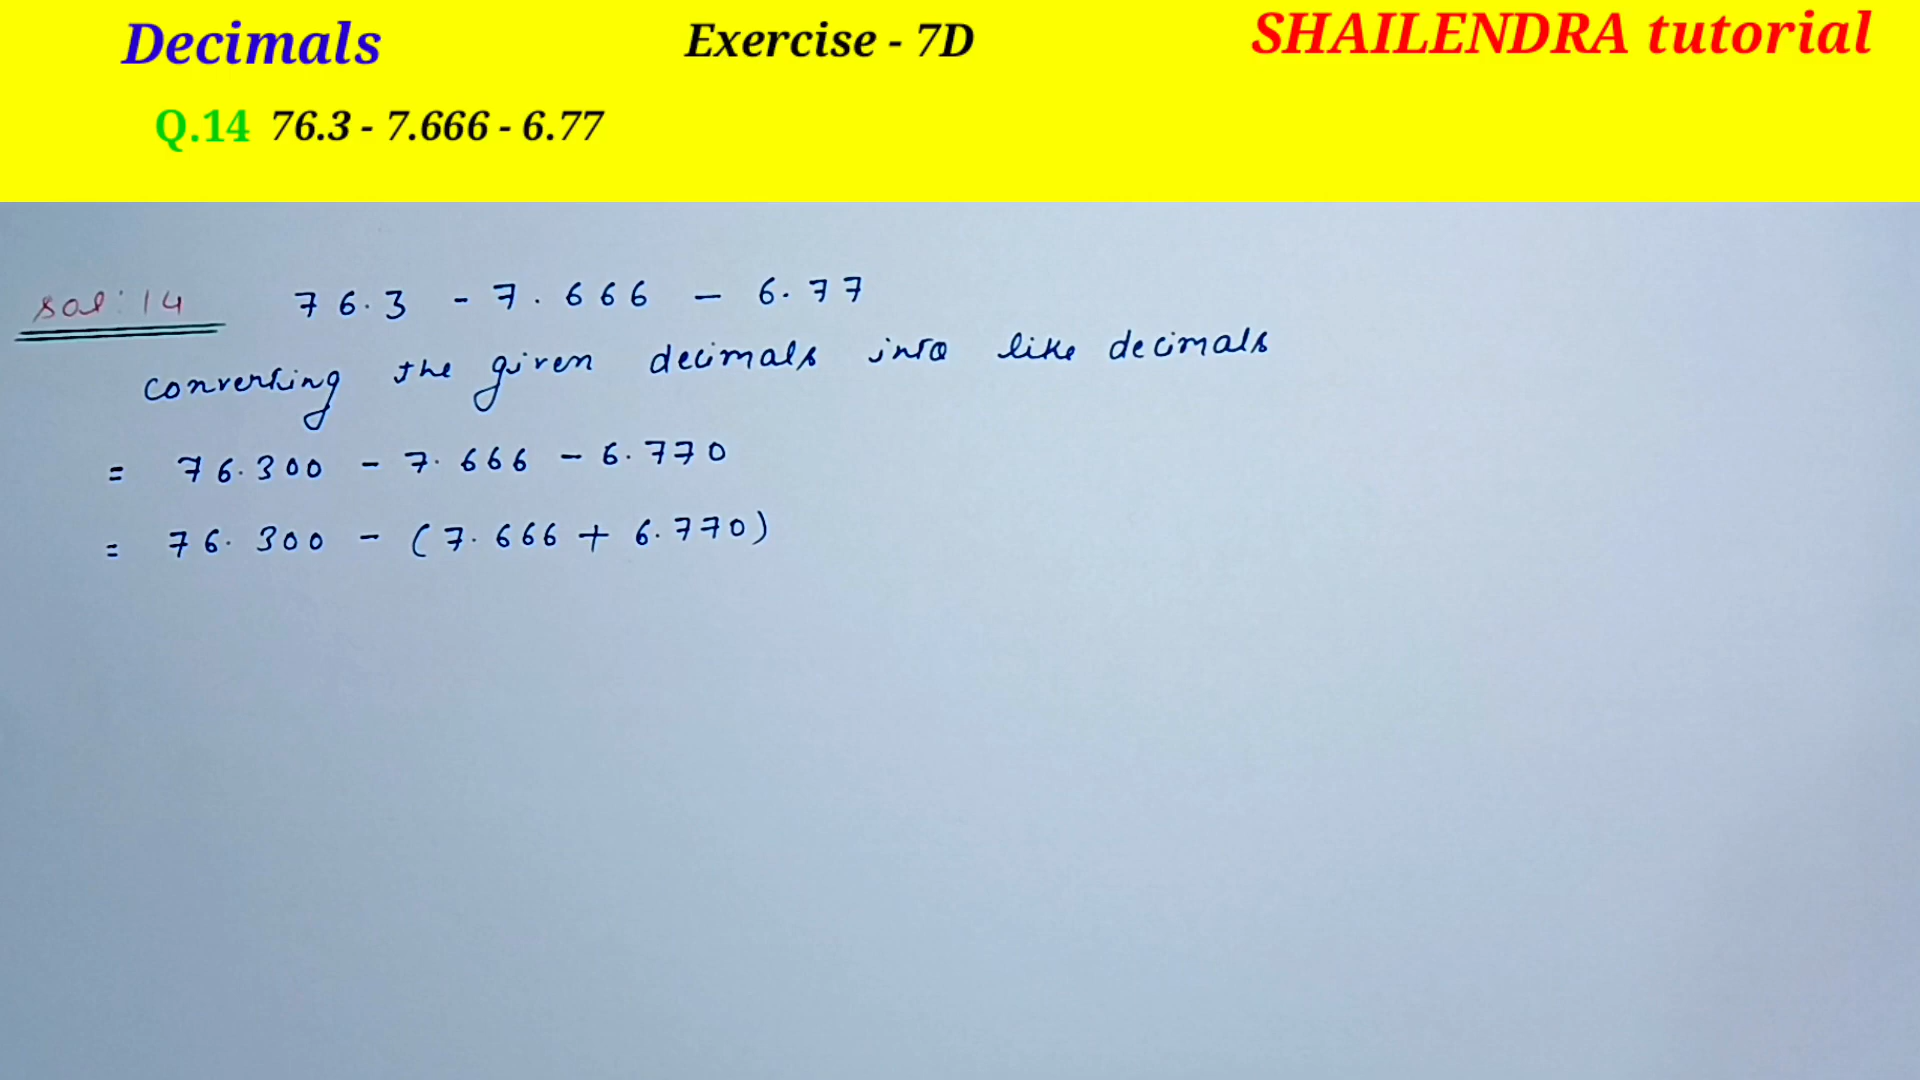 Decimals Exercise - 7D SHAILENDRA tutorial
Q.14 76.3 - 7.666 - 6.77
sol: 14 76.3 - 7.666 - 6.77
converting the given decimals into like decimals
= 76.300 - 7.666 - 6.770
= 76.300 - (7.666 + 6.770)